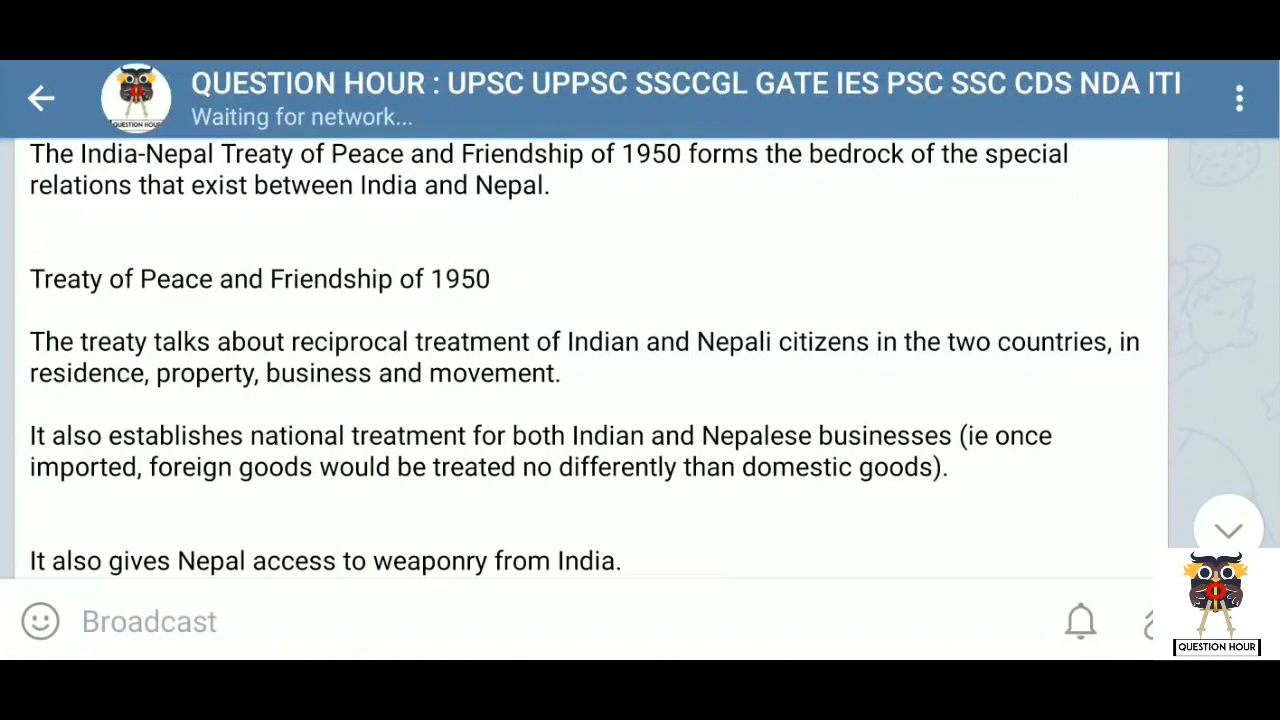 QUESTION HOUR : UPSC UPPSC SSCCGL GATE IES PSC SSC CDS NDA ITI
Waiting for network...
The India-Nepal Treaty of Peace and Friendship of 1950 forms the bedrock of the special
relations that exist between India and Nepal.
Treaty of Peace and Friendship of 1950
The treaty talks about reciprocal treatment of Indian and Nepali citizens in the two countries, in
residence, property, business and movement.
It also establishes national treatment for both Indian and Nepalese businesses (ie once
imported, foreign goods would be treated no differently than domestic goods).
It also gives Nepal access to weaponry from India.
Broadcast
QUESTION HOUR
QUESTION HOUR